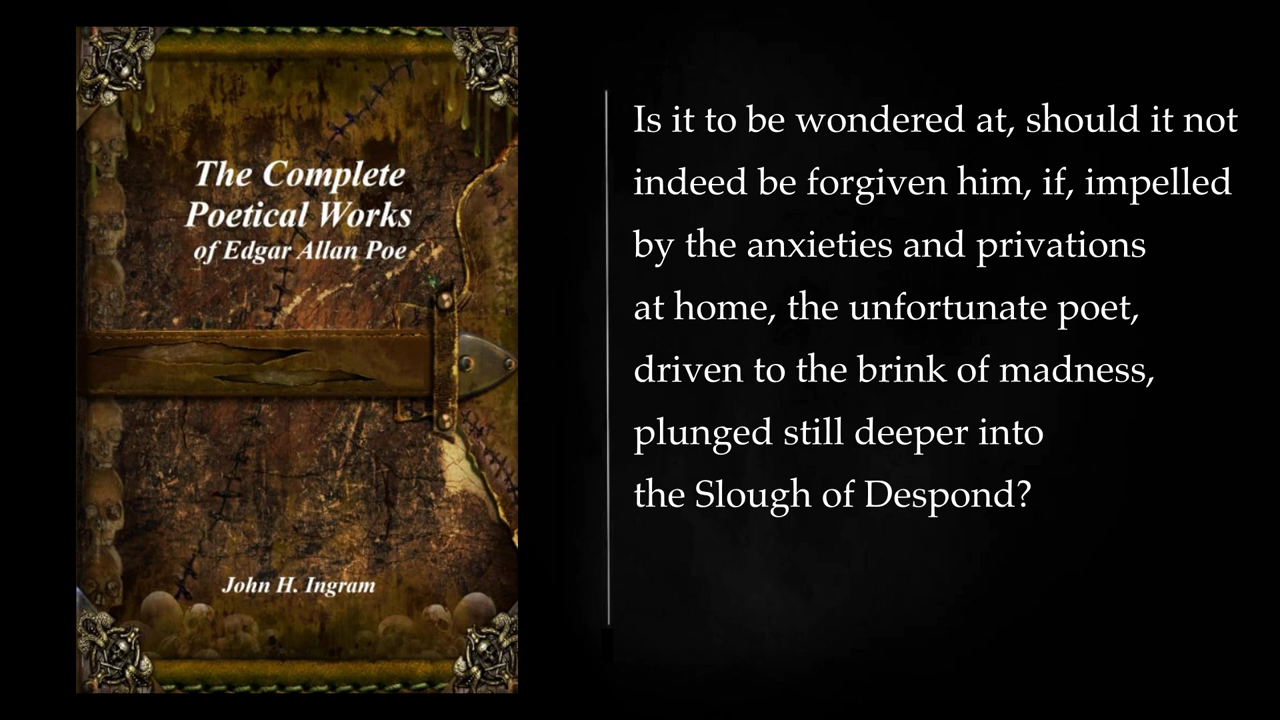 The Complete
Poetical Works
of Edgar Allan Poe
John H. Ingram
Is it to be wondered at, should it not
indeed be forgiven him, if, impelled
by the anxieties and privations
at home, the unfortunate poet,
driven to the brink of madness,
plunged still deeper into
the Slough of Despond?